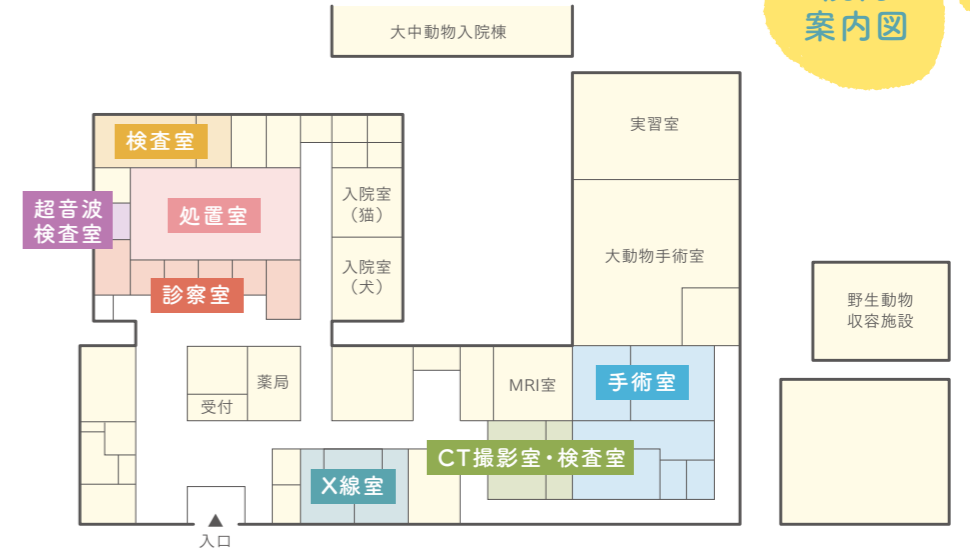 案内図
大中動物入院棟
実習室
検査室
超音波
検査室
処置室
入院室
（猫）
入院室
（犬）
診察室
大動物手術室
野生動物
収容施設
薬局
受付
MRI室
手術室
CT撮影室・検査室
X線室
▲
入口